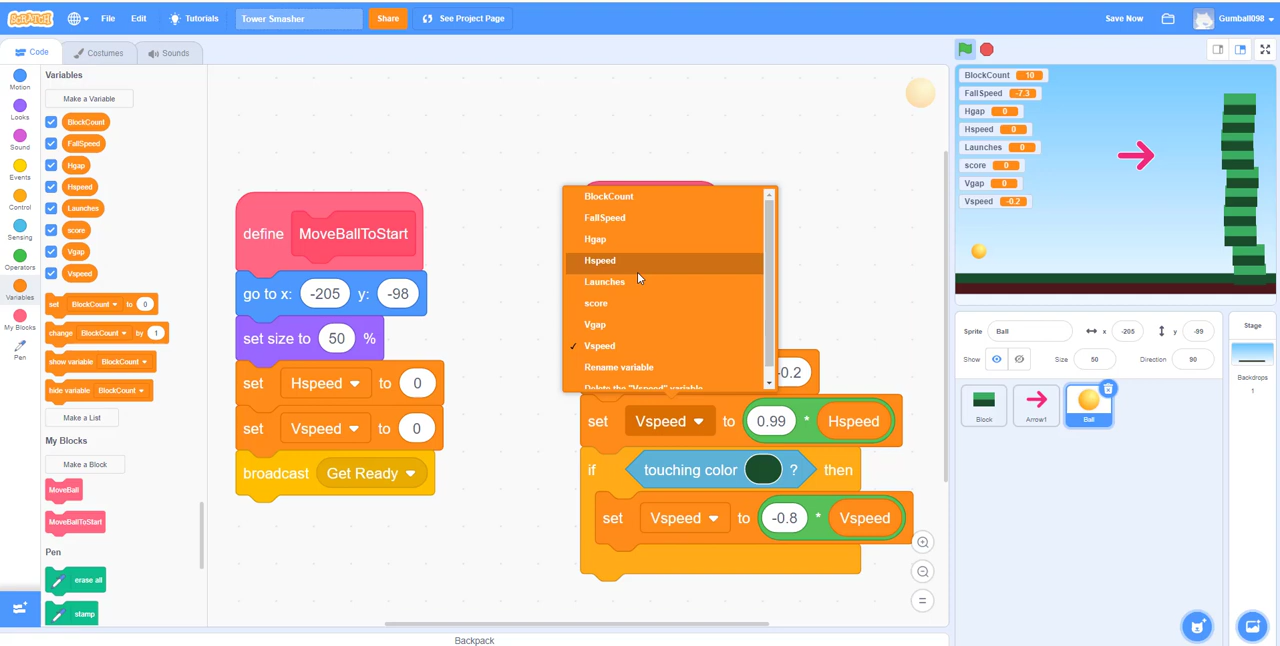 SCRATCH File Edit Tutorials Tower Smasher Share See Project Page Save Now Gumball098
Code Costumes Sounds
Motion
Looks
Sound
Events
Control
Sensing
Operators
Variables
My Blocks
Pen
Variables
Make a Variable
BlockCount
FallSpeed
Hgap
Hspeed
Launches
score
Vgap
Vspeed
set BlockCount to 0
change BlockCount by 1
show variable BlockCount
hide variable BlockCount
Make a List
My Blocks
Make a Block
MoveBall
MoveBallToStart
Pen
erase all
stamp
define MoveBallToStart
go to x: -205 y: -98
set size to 50 %
set Hspeed to 0
set Vspeed to 0
broadcast Get Ready
BlockCount
FallSpeed
Hgap
Hspeed
Launches
score
Vgap
✓ Vspeed
Rename variable
Delete the "Vspeed" variable
-0.2
set Vspeed to 0.99 * Hspeed
if touching color ? then
set Vspeed to -0.8 * Vspeed
Backpack
BlockCount 10
FallSpeed -7.3
Hgap 0
Hspeed 0
Launches 0
score 0
Vgap 0
Vspeed -0.2
Sprite Ball x -205 y -99
Show Size 50 Direction 90
Block
Arrow1
Ball
Stage
Backdrops
1